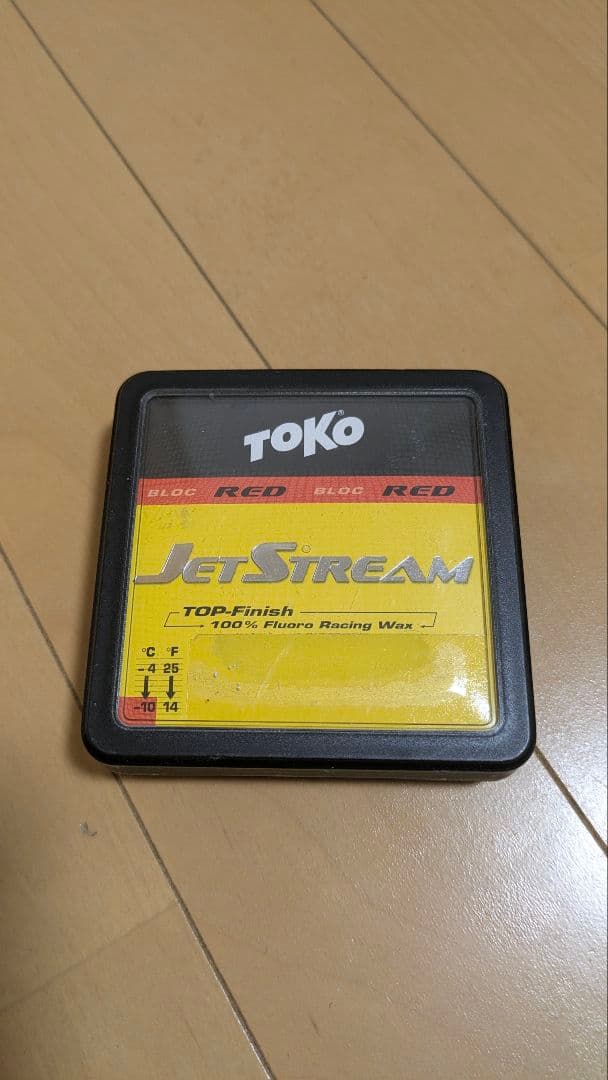 TOKO®
BLOC RED BLOC RED
JETSTREAM
TOP-Finish
100% Fluoro Racing Wax
°C °F
-4 25
-10 14